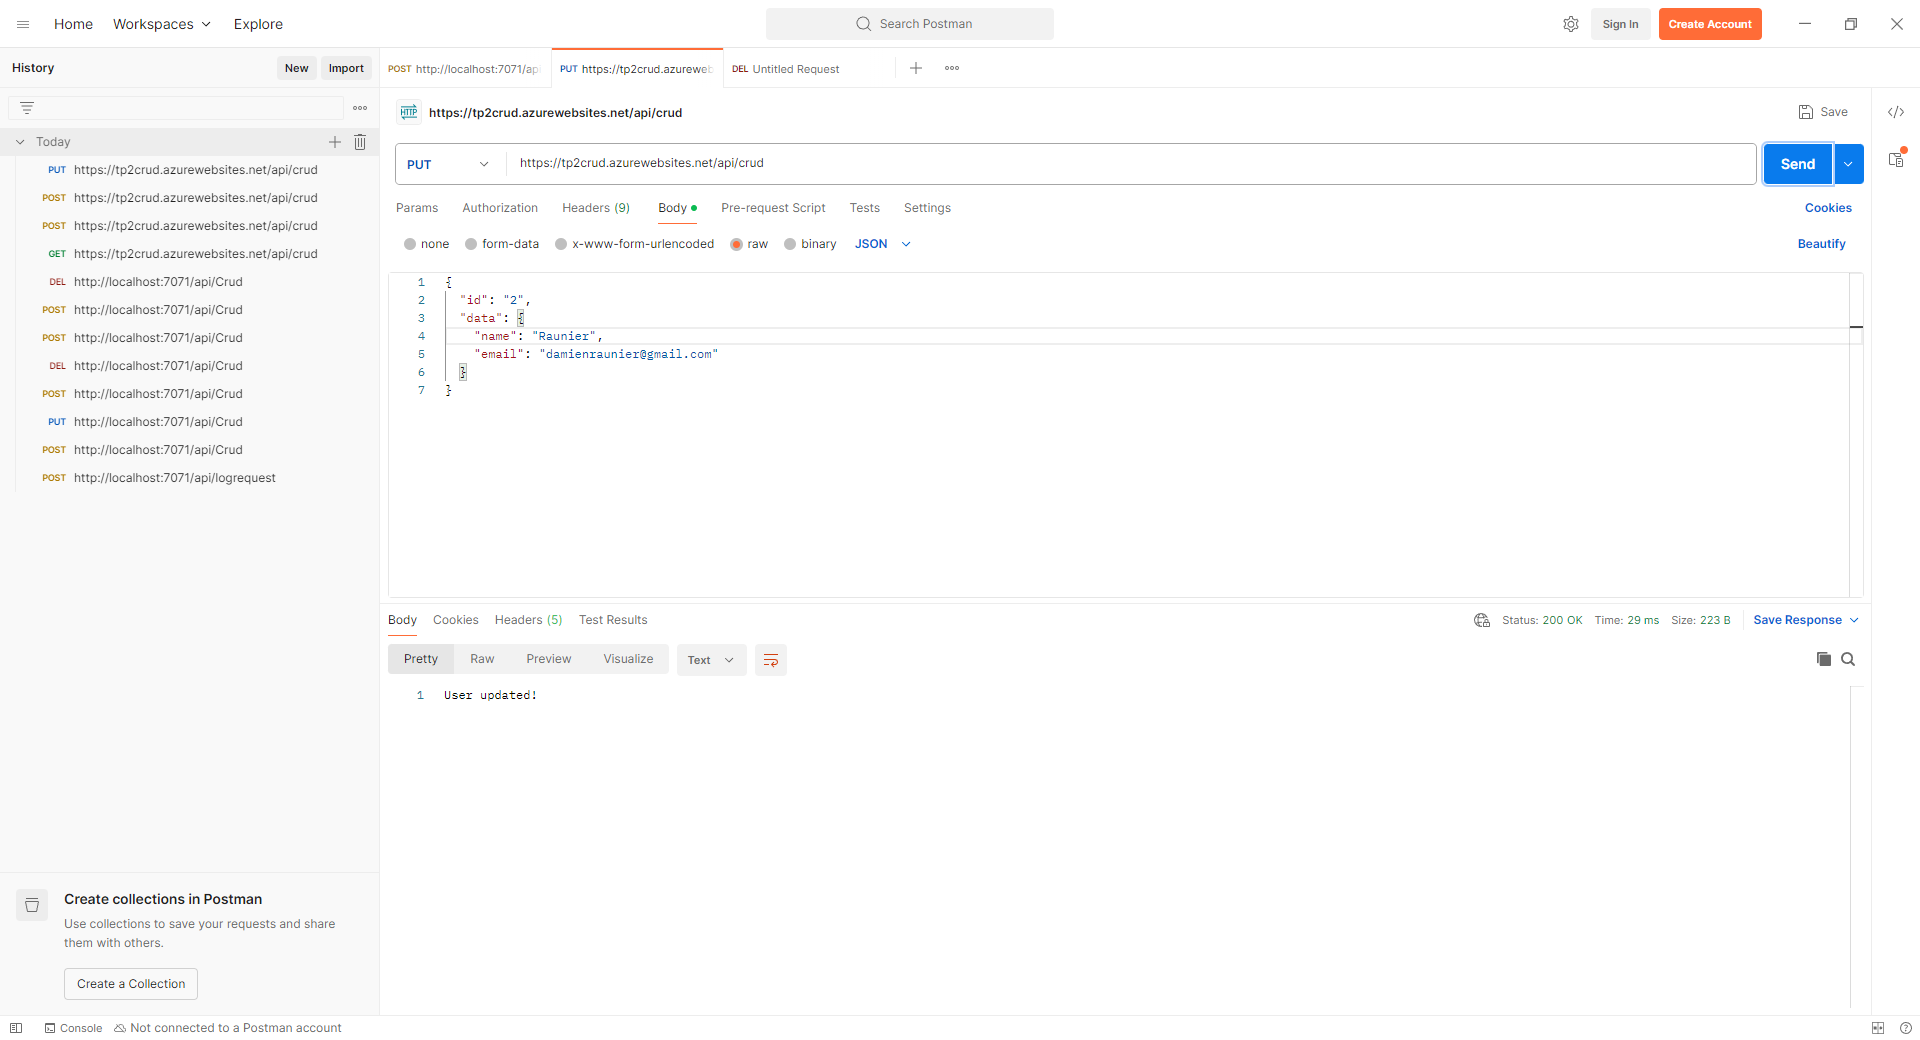 Home Workspaces Explore Search Postman Sign In Create Account
History New Import
POST http://localhost:7071/api PUT https://tp2crud.azureweb DEL Untitled Request
HTTP https://tp2crud.azurewebsites.net/api/crud Save
Today
PUT https://tp2crud.azurewebsites.net/api/crud
POST https://tp2crud.azurewebsites.net/api/crud
POST https://tp2crud.azurewebsites.net/api/crud
GET https://tp2crud.azurewebsites.net/api/crud
DEL http://localhost:7071/api/Crud
POST http://localhost:7071/api/Crud
POST http://localhost:7071/api/Crud
DEL http://localhost:7071/api/Crud
POST http://localhost:7071/api/Crud
PUT http://localhost:7071/api/Crud
POST http://localhost:7071/api/Crud
POST http://localhost:7071/api/logrequest
PUT https://tp2crud.azurewebsites.net/api/crud Send
Params Authorization Headers (9) Body Pre-request Script Tests Settings Cookies
none form-data x-www-form-urlencoded raw binary JSON Beautify
1 {
2 "id": "2",
3 "data": {
4 "name": "Raunier",
5 "email": "damienraunier@gmail.com"
6 }
7 }
Body Cookies Headers (5) Test Results Status: 200 OK Time: 29 ms Size: 223 B Save Response
Pretty Raw Preview Visualize Text
1 User updated!
Create collections in Postman
Use collections to save your requests and share
them with others.
Create a Collection
Console Not connected to a Postman account